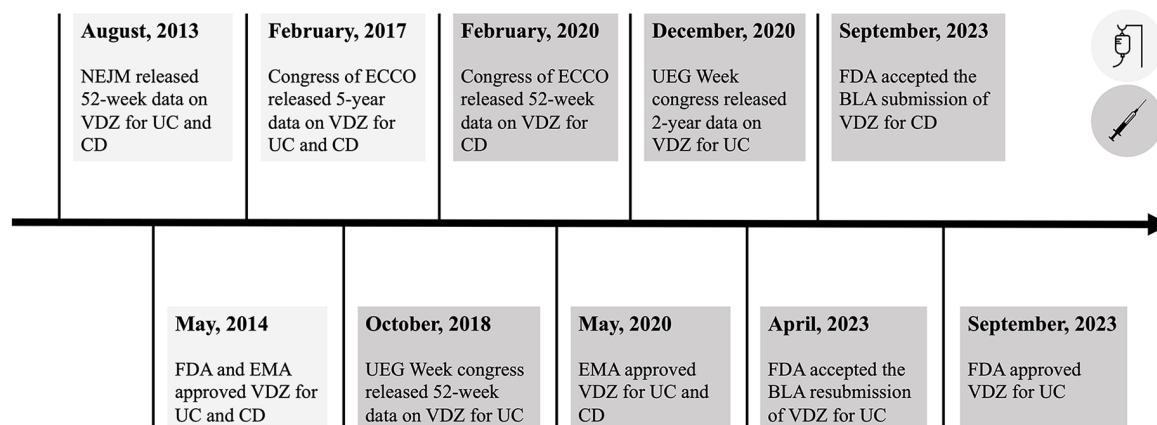 August, 2013
NEJM released
52-week data on
VDZ for UC and
CD
February, 2017
Congress of ECCO
released 5-year
data on VDZ for
UC and CD
February, 2020
Congress of ECCO
released 52-week
data on VDZ for
CD
December, 2020
UEG Week
congress released
2-year data on
VDZ for UC
September, 2023
FDA accepted the
BLA submission of
VDZ for CD
May, 2014
FDA and EMA
approved VDZ for
UC and CD
October, 2018
UEG Week congress
released 52-week
data on VDZ for UC
May, 2020
EMA approved
VDZ for UC and
CD
April, 2023
FDA accepted the
BLA resubmission
of VDZ for UC
September, 2023
FDA approved
VDZ for UC